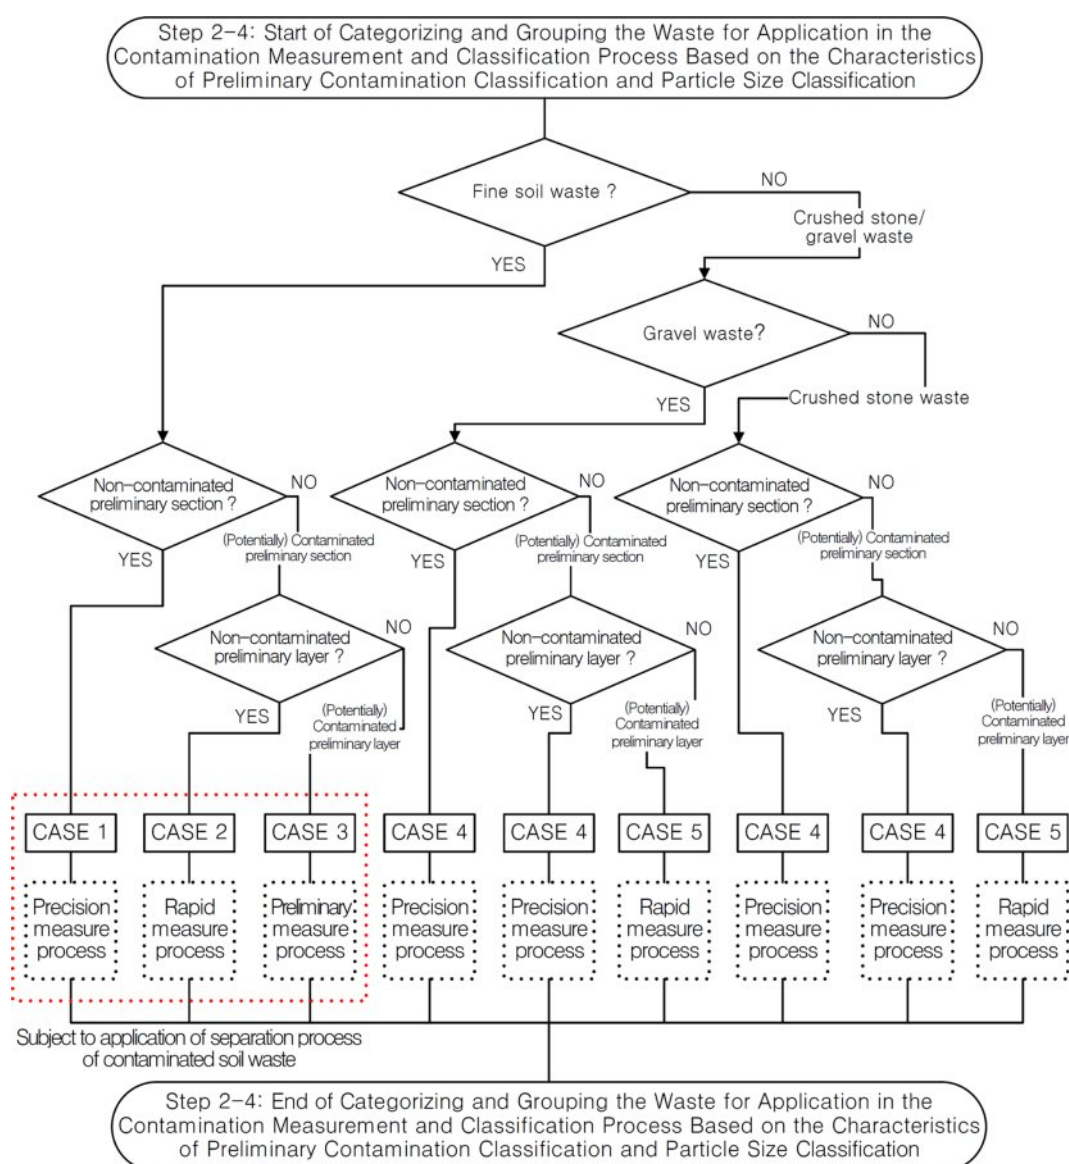 Step 2-4: Start of Categorizing and Grouping the Waste for Application in the
Contamination Measurement and Classification Process Based on the Characteristics
of Preliminary Contamination Classification and Particle Size Classification
Fine soil waste ?
NO
Crushed stone/
gravel waste
YES
Gravel waste?
NO
YES
Crushed stone waste
Non-contaminated
preliminary section ?
NO
Non-contaminated
preliminary section ?
NO
Non-contaminated
preliminary section ?
NO
YES
(Potentially) Contaminated
preliminary section
YES
(Potentially) Contaminated
preliminary section
YES
(Potentially) Contaminated
preliminary section
Non-contaminated
preliminary layer ?
NO
Non-contaminated
preliminary layer ?
NO
Non-contaminated
preliminary layer ?
NO
YES
(Potentially)
Contaminated
preliminary layer
YES
(Potentially)
Contaminated
preliminary layer
YES
(Potentially)
Contaminated
preliminary layer
CASE 1
CASE 2
CASE 3
CASE 4
CASE 4
CASE 5
CASE 4
CASE 4
CASE 5
Precision
measure
process
Rapid
measure
process
Preliminary
measure
process
Precision
measure
process
Precision
measure
process
Rapid
measure
process
Precision
measure
process
Precision
measure
process
Rapid
measure
process
Subject to application of separation process
of contaminated soil waste
Step 2-4: End of Categorizing and Grouping the Waste for Application in the
Contamination Measurement and Classification Process Based on the Characteristics
of Preliminary Contamination Classification and Particle Size Classification